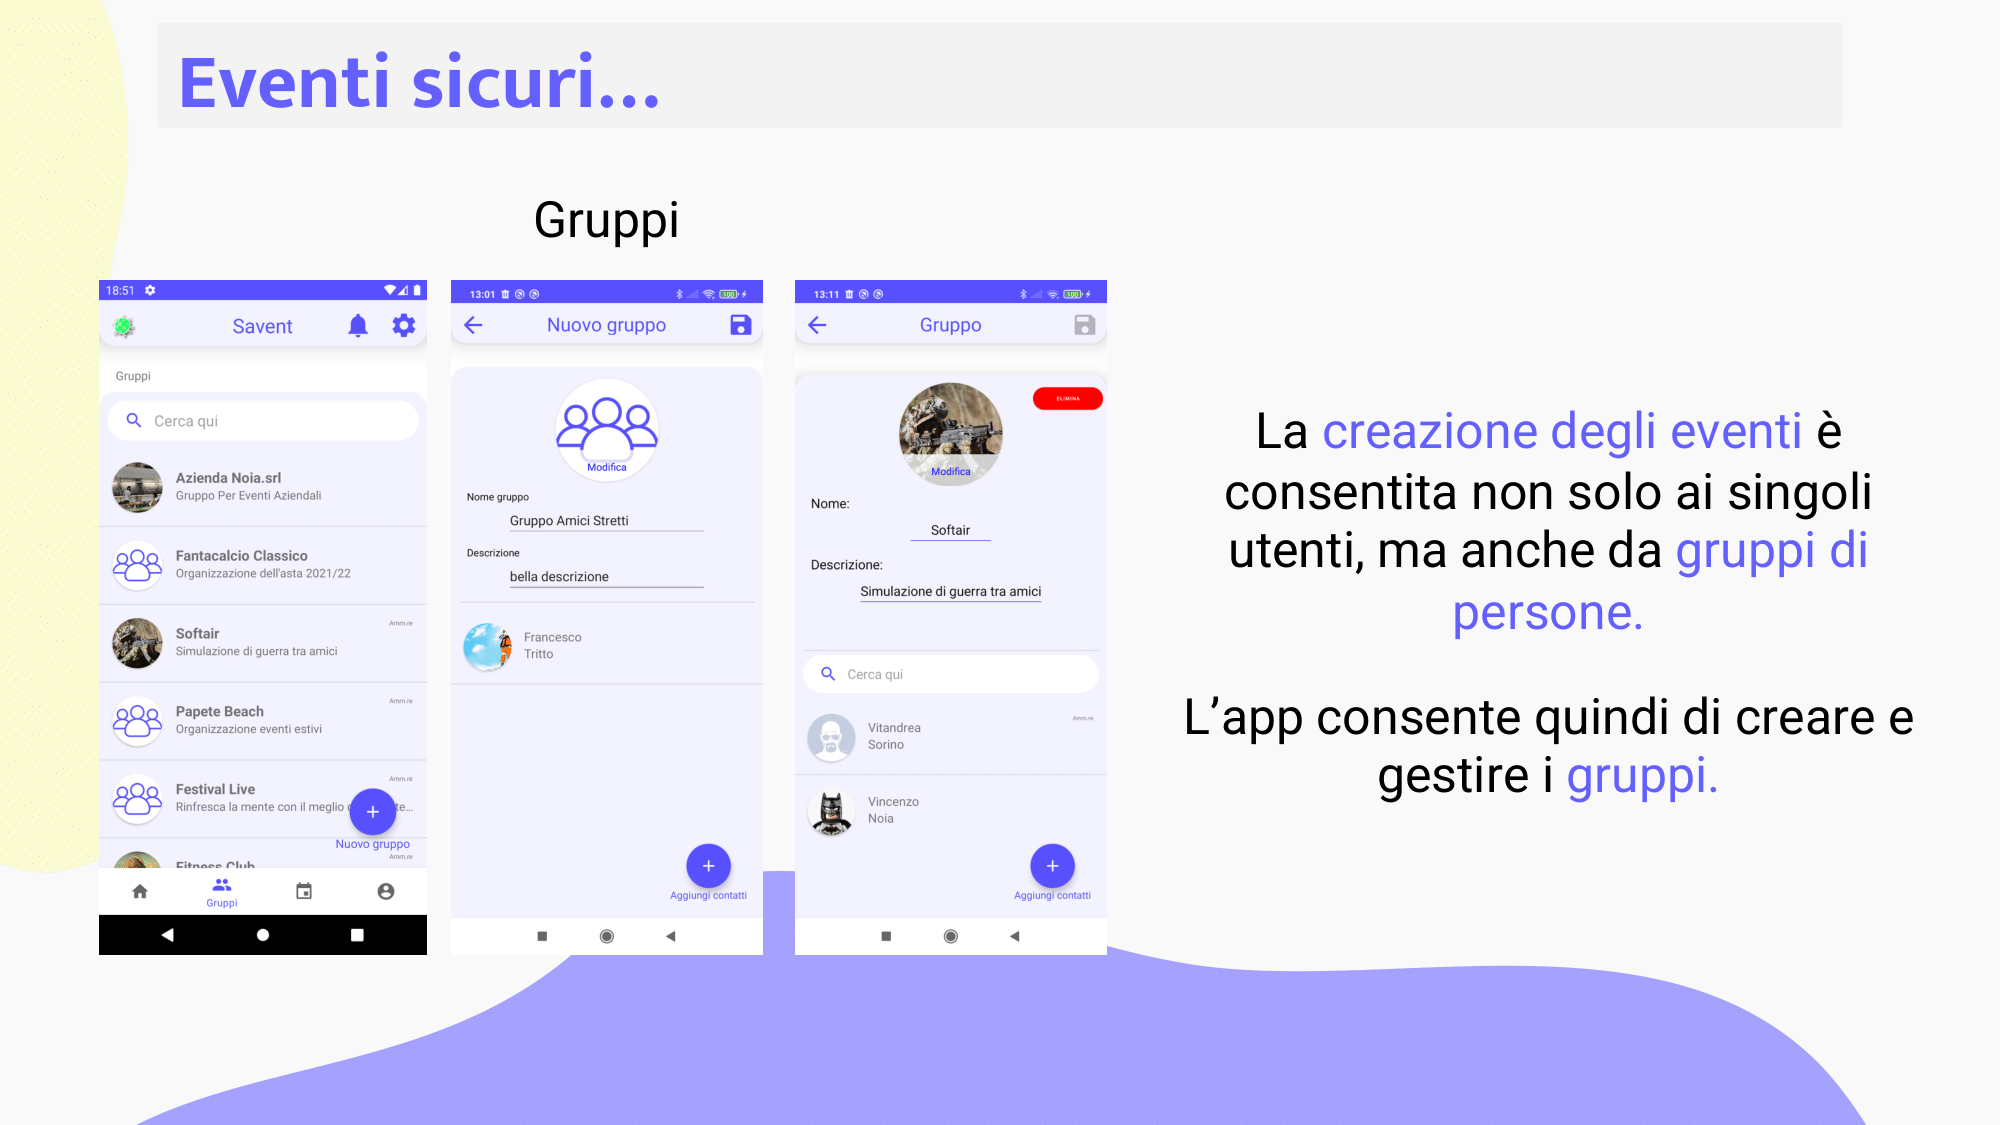 Eventi sicuri...
Gruppi
18:51
Savent
Gruppi
Cerca qui
Azienda Noia.srl
Gruppo Per Eventi Aziendali
Fantacalcio Classico
Organizzazione dell'asta 2021/22
Amm.re
Softair
Simulazione di guerra tra amici
Amm.re
Papete Beach
Organizzazione eventi estivi
Amm.re
Festival Live
Rinfresca la mente con il meglio te...
+
Nuovo gruppo
Amm.re
Fitness Club
Gruppi
13:01
100
Nuovo gruppo
Modifica
Nome gruppo
Gruppo Amici Stretti
Descrizione
bella descrizione
Francesco
Tritto
+
Aggiungi contatti
13:11
100
Gruppo
ELIMINA
Modifica
Nome:
Softair
Descrizione:
Simulazione di guerra tra amici
Cerca qui
Amm.re
Vitandrea
Sorino
Vincenzo
Noia
+
Aggiungi contatti
La creazione degli eventi è
consentita non solo ai singoli
utenti, ma anche da gruppi di
persone.
L’app consente quindi di creare e
gestire i gruppi.